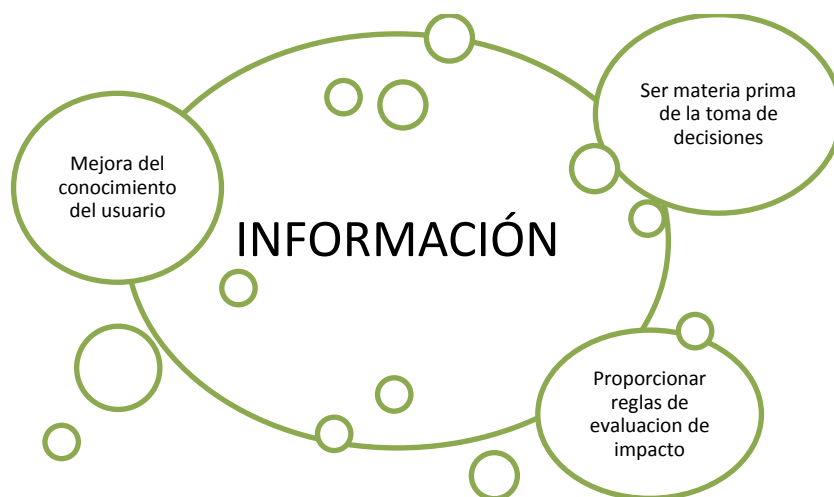 Ser materia prima
de la toma de
decisiones
Mejora del
conocimiento
del usuario
INFORMACIÓN
Proporcionar
reglas de
evaluacion de
impacto